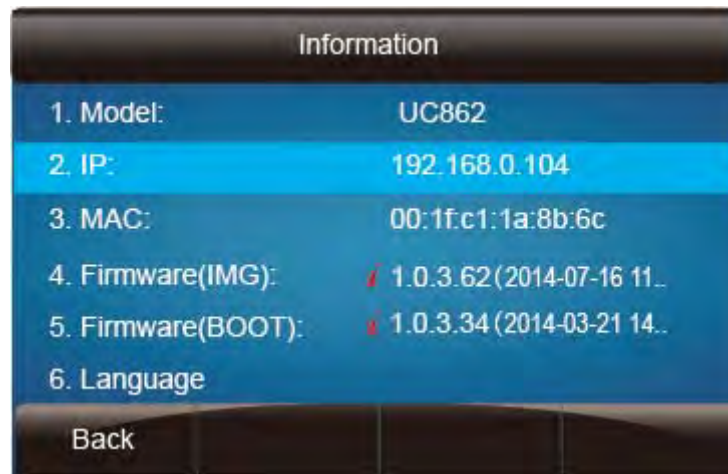 Information
1. Model: UC862
2. IP: 192.168.0.104
3. MAC: 00:1f:c1:1a:8b:6c
4. Firmware(IMG): 1.0.3.62(2014-07-16 11..
5. Firmware(BOOT): 1.0.3.34(2014-03-21 14..
6. Language
Back